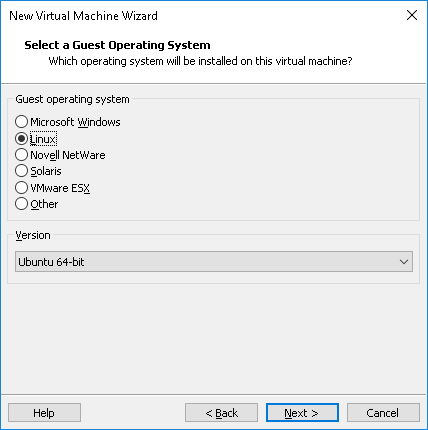 New Virtual Machine Wizard
Select a Guest Operating System
Which operating system will be installed on this virtual machine?
Guest operating system
Microsoft Windows
Linux
Novell NetWare
Solaris
VMware ESX
Other
Version
Ubuntu 64-bit
Help
< Back
Next >
Cancel